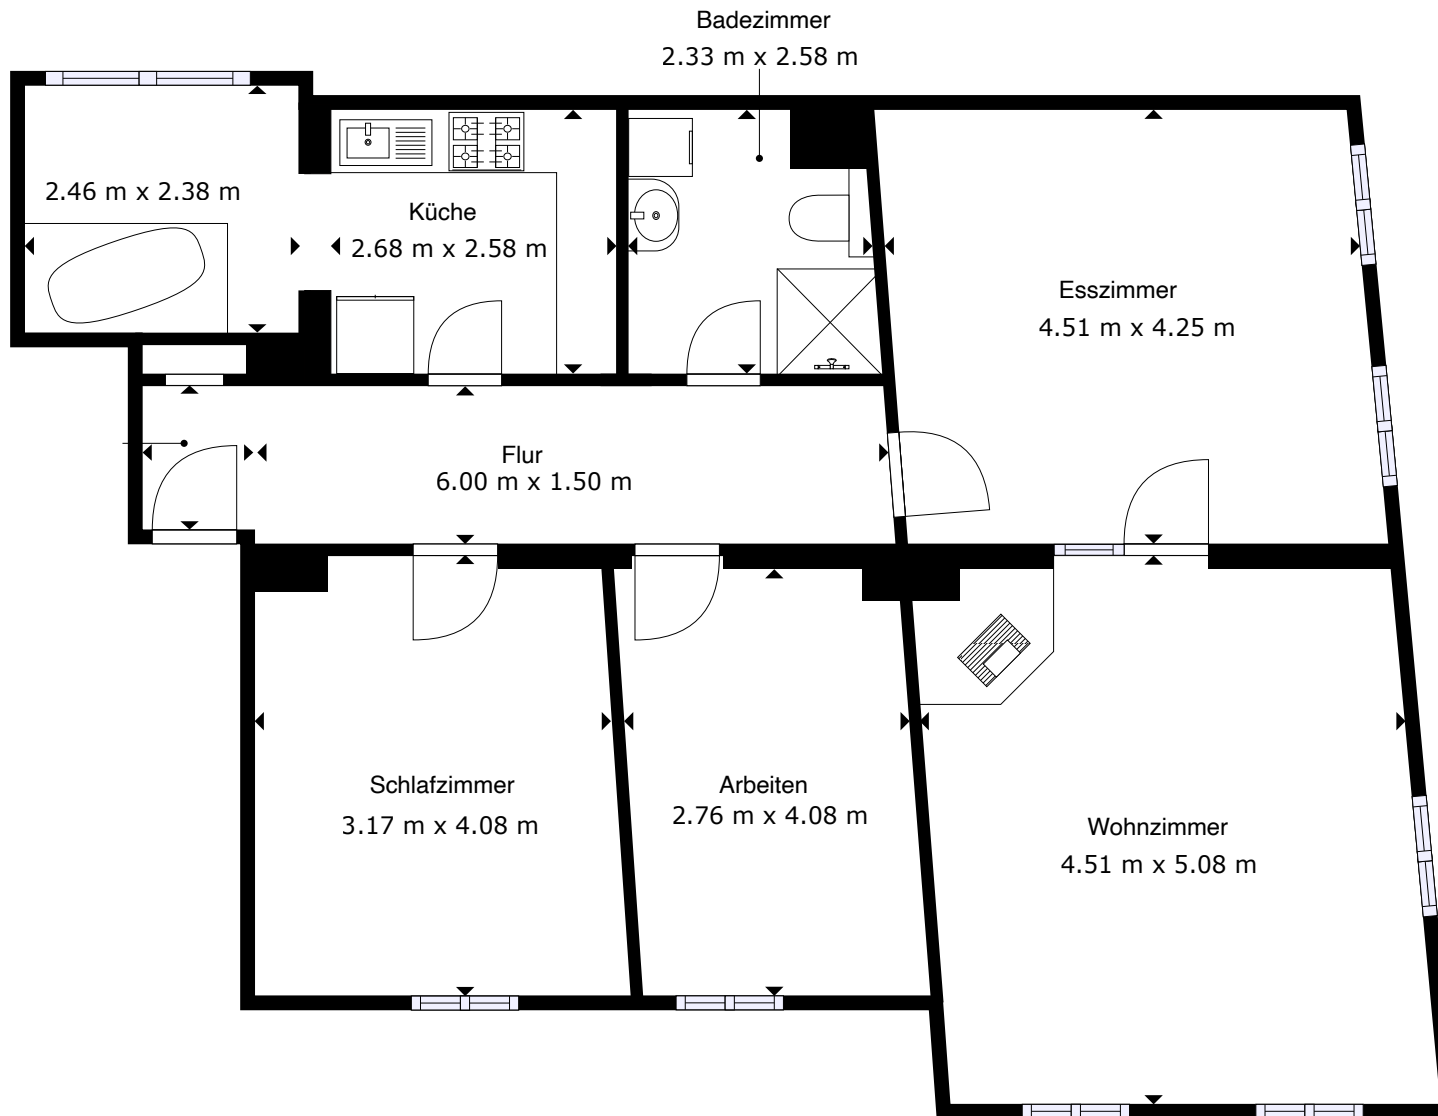 Badezimmer
2.33 m x 2.58 m
2.46 m x 2.38 m
Küche
2.68 m x 2.58 m
Esszimmer
4.51 m x 4.25 m
Flur
6.00 m x 1.50 m
Schlafzimmer
3.17 m x 4.08 m
Arbeiten
2.76 m x 4.08 m
Wohnzimmer
4.51 m x 5.08 m